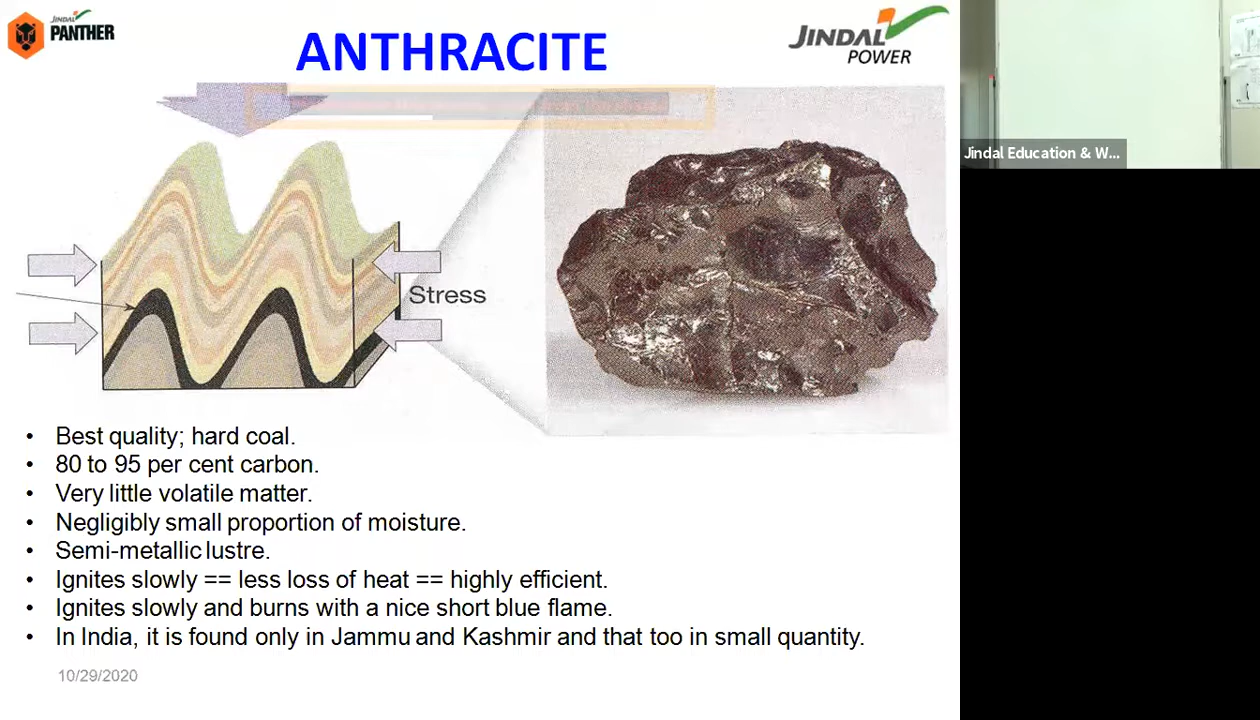 JINDAL
PANTHER
ANTHRACITE
JINDAL
POWER
Jindal Education & W...
Stress
• Best quality; hard coal.
• 80 to 95 per cent carbon.
• Very little volatile matter.
• Negligibly small proportion of moisture.
• Semi-metallic lustre.
• Ignites slowly == less loss of heat == highly efficient.
• Ignites slowly and burns with a nice short blue flame.
• In India, it is found only in Jammu and Kashmir and that too in small quantity.
10/29/2020